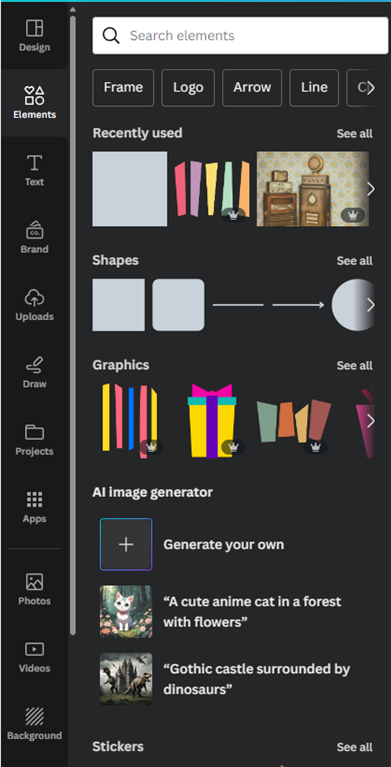 Design
Elements
Text
CO.
Brand
Uploads
Draw
Projects
Apps
Photos
Videos
Background
Search elements
Frame
Logo
Arrow
Line
Recently used
See all
Shapes
See all
Graphics
See all
AI image generator
Generate your own
“A cute anime cat in a forest
with flowers”
“Gothic castle surrounded by
dinosaurs”
Stickers
See all